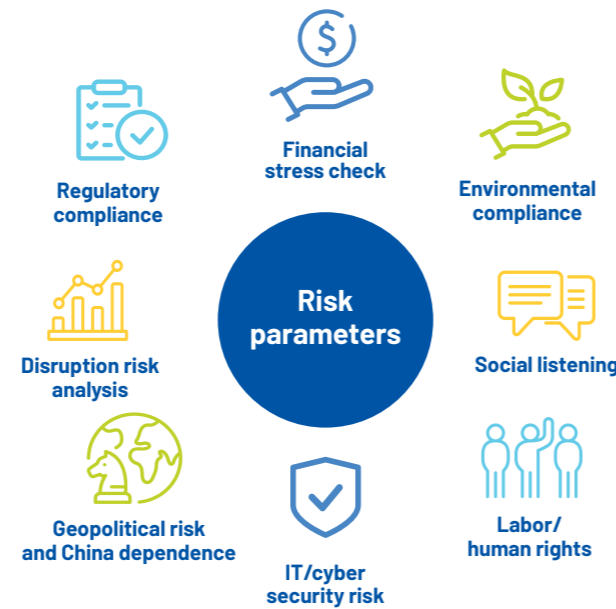 $
Financial
stress check
Regulatory
compliance
Environmental
compliance
Risk
parameters
Disruption risk
analysis
Social listening
Geopolitical risk
and China dependence
Labor/
human rights
IT/cyber
security risk